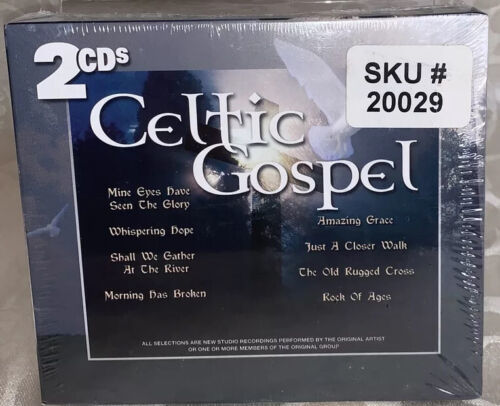 2 CDs
SKU #
20029
Celtic
Gospel
Mine Eyes Have
Seen The Glory
Whispering Hope
Shall We Gather
At The River
Morning Has Broken
Amazing Grace
Just A Closer Walk
The Old Rugged Cross
Rock Of Ages
ALL SELECTIONS ARE NEW STUDIO RECORDINGS PERFORMED BY THE ORIGINAL ARTIST
OR ONE OR MORE MEMBERS OF THE ORIGINAL GROUP